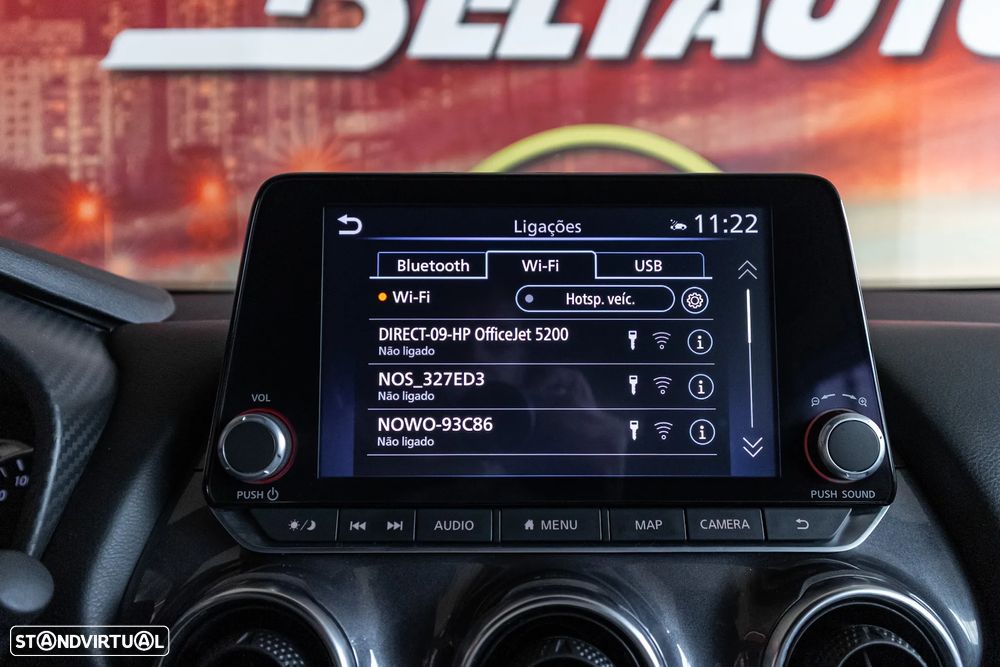 Ligações 11:22
Bluetooth Wi-Fi USB
Wi-Fi Hotsp. veíc.
DIRECT-09-HP OfficeJet 5200
Não ligado
NOS_327ED3
Não ligado
NOWO-93C86
Não ligado
VOL
PUSH
PUSH SOUND
AUDIO MENU MAP CAMERA
10
STANDVIRTUAL